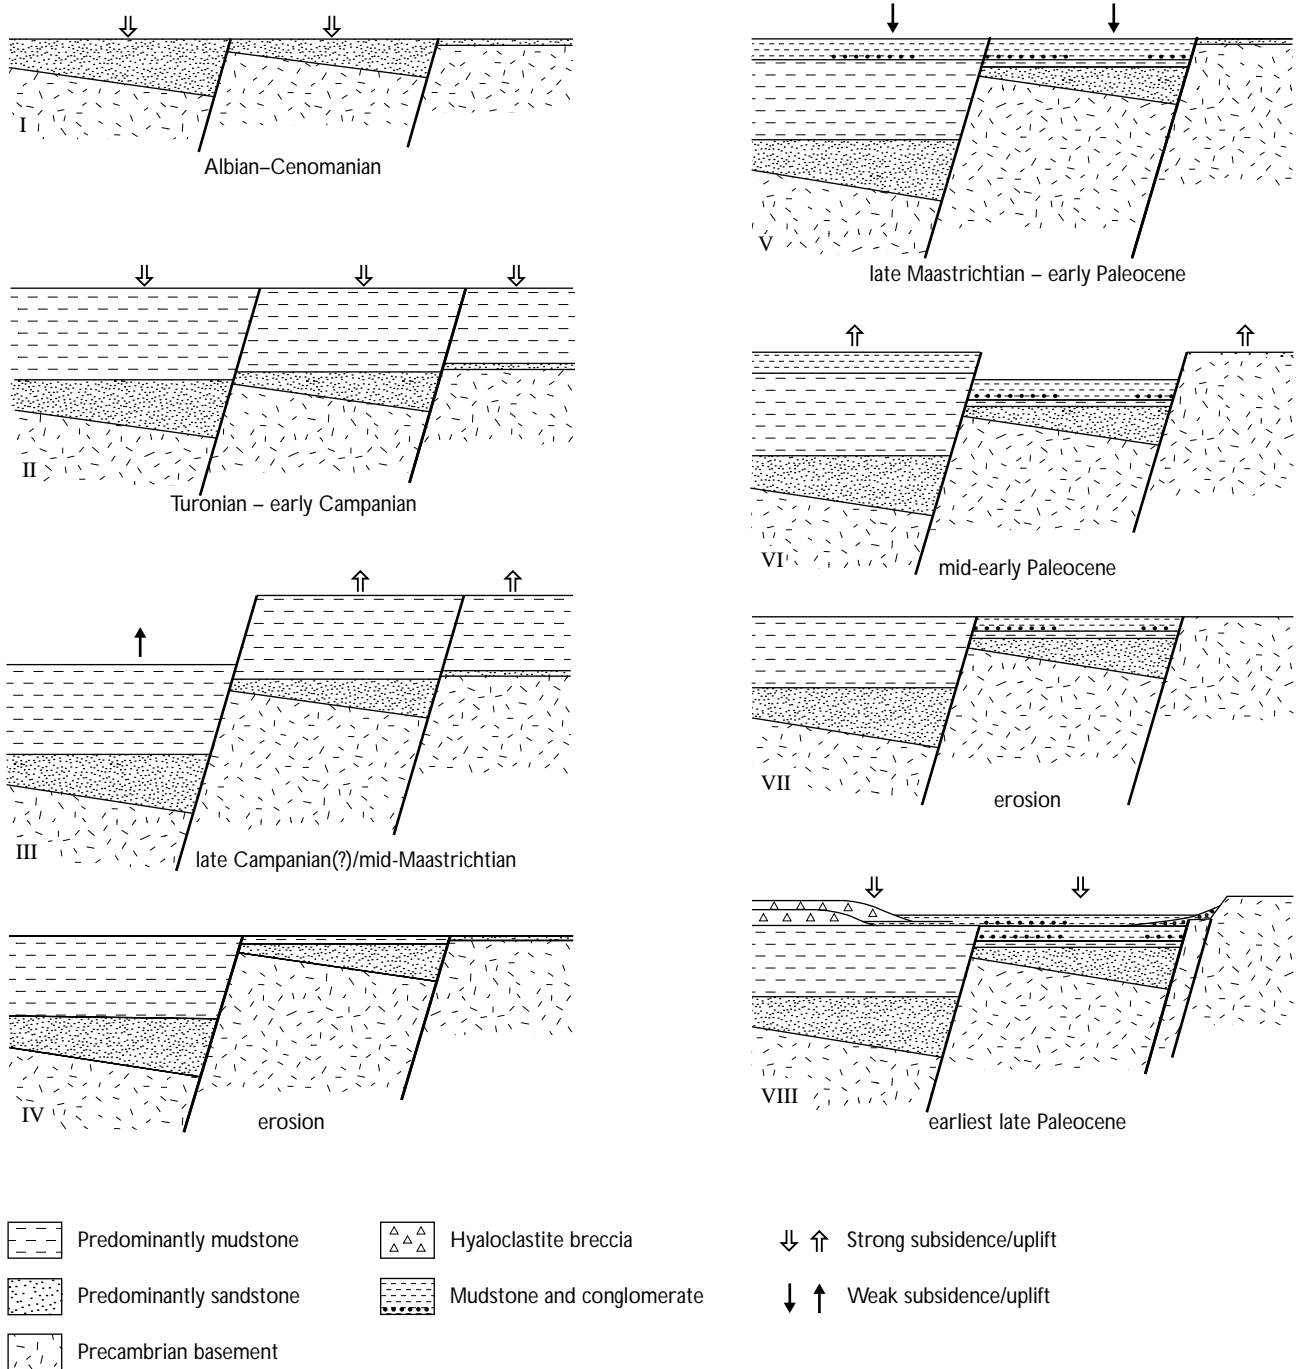 I
Albian–Cenomanian
II
Turonian – early Campanian
III
late Campanian(?)/mid-Maastrichtian
IV
erosion
V
late Maastrichtian – early Paleocene
VI
mid-early Paleocene
VII
erosion
VIII
earliest late Paleocene
Predominantly mudstone
Predominantly sandstone
Precambrian basement
Hyaloclastite breccia
Mudstone and conglomerate
Strong subsidence/uplift
Weak subsidence/uplift